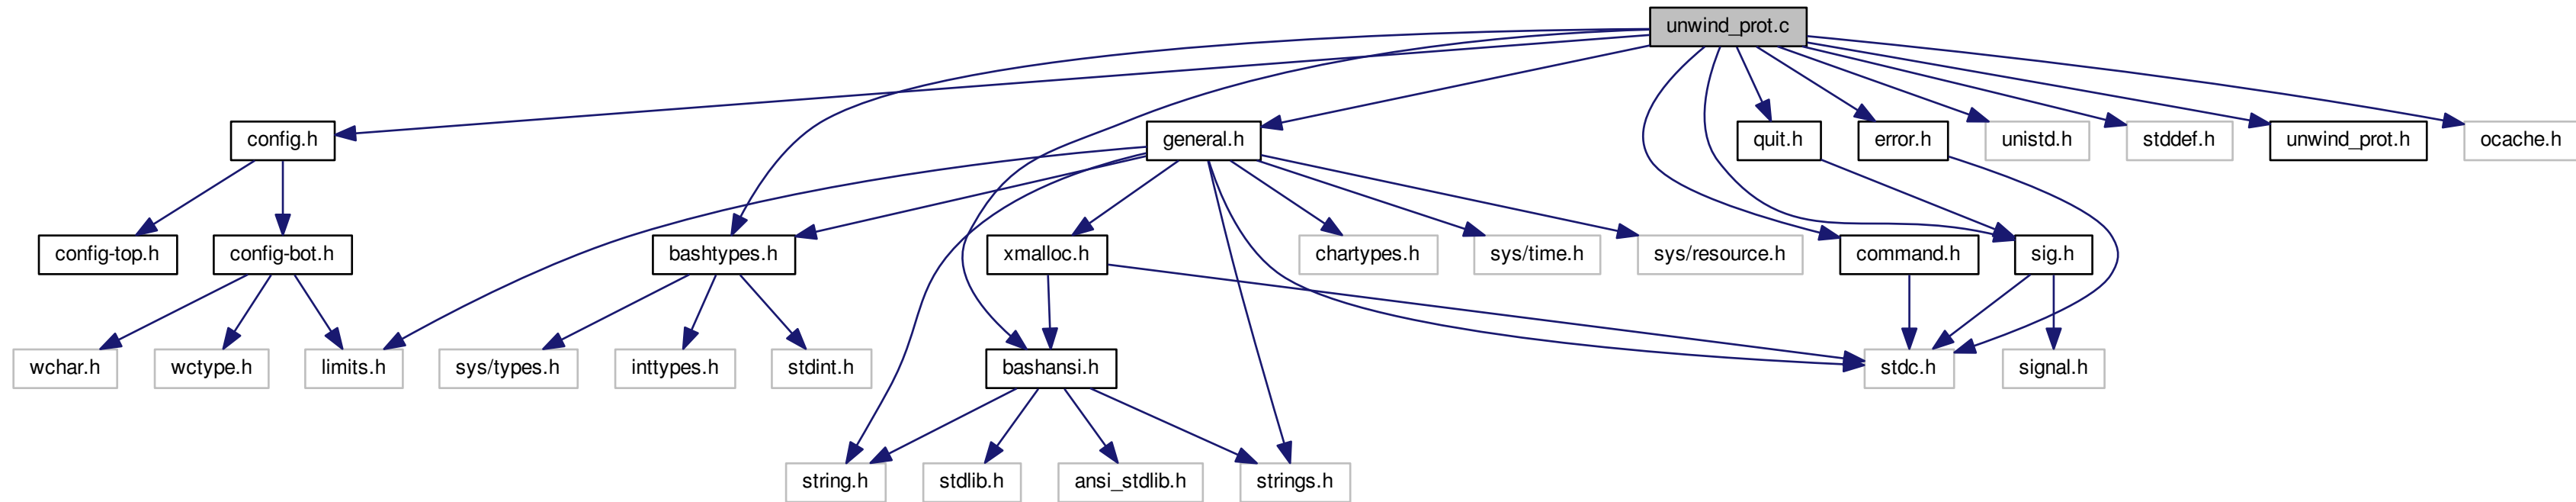 unwind_prot.c
config.h
general.h
quit.h
error.h
unistd.h
stddef.h
unwind_prot.h
ocache.h
config-top.h
config-bot.h
bashtypes.h
xmalloc.h
chartypes.h
sys/time.h
sys/resource.h
command.h
sig.h
wchar.h
wctype.h
limits.h
sys/types.h
inttypes.h
stdint.h
bashansi.h
stdc.h
signal.h
string.h
stdlib.h
ansi_stdlib.h
strings.h